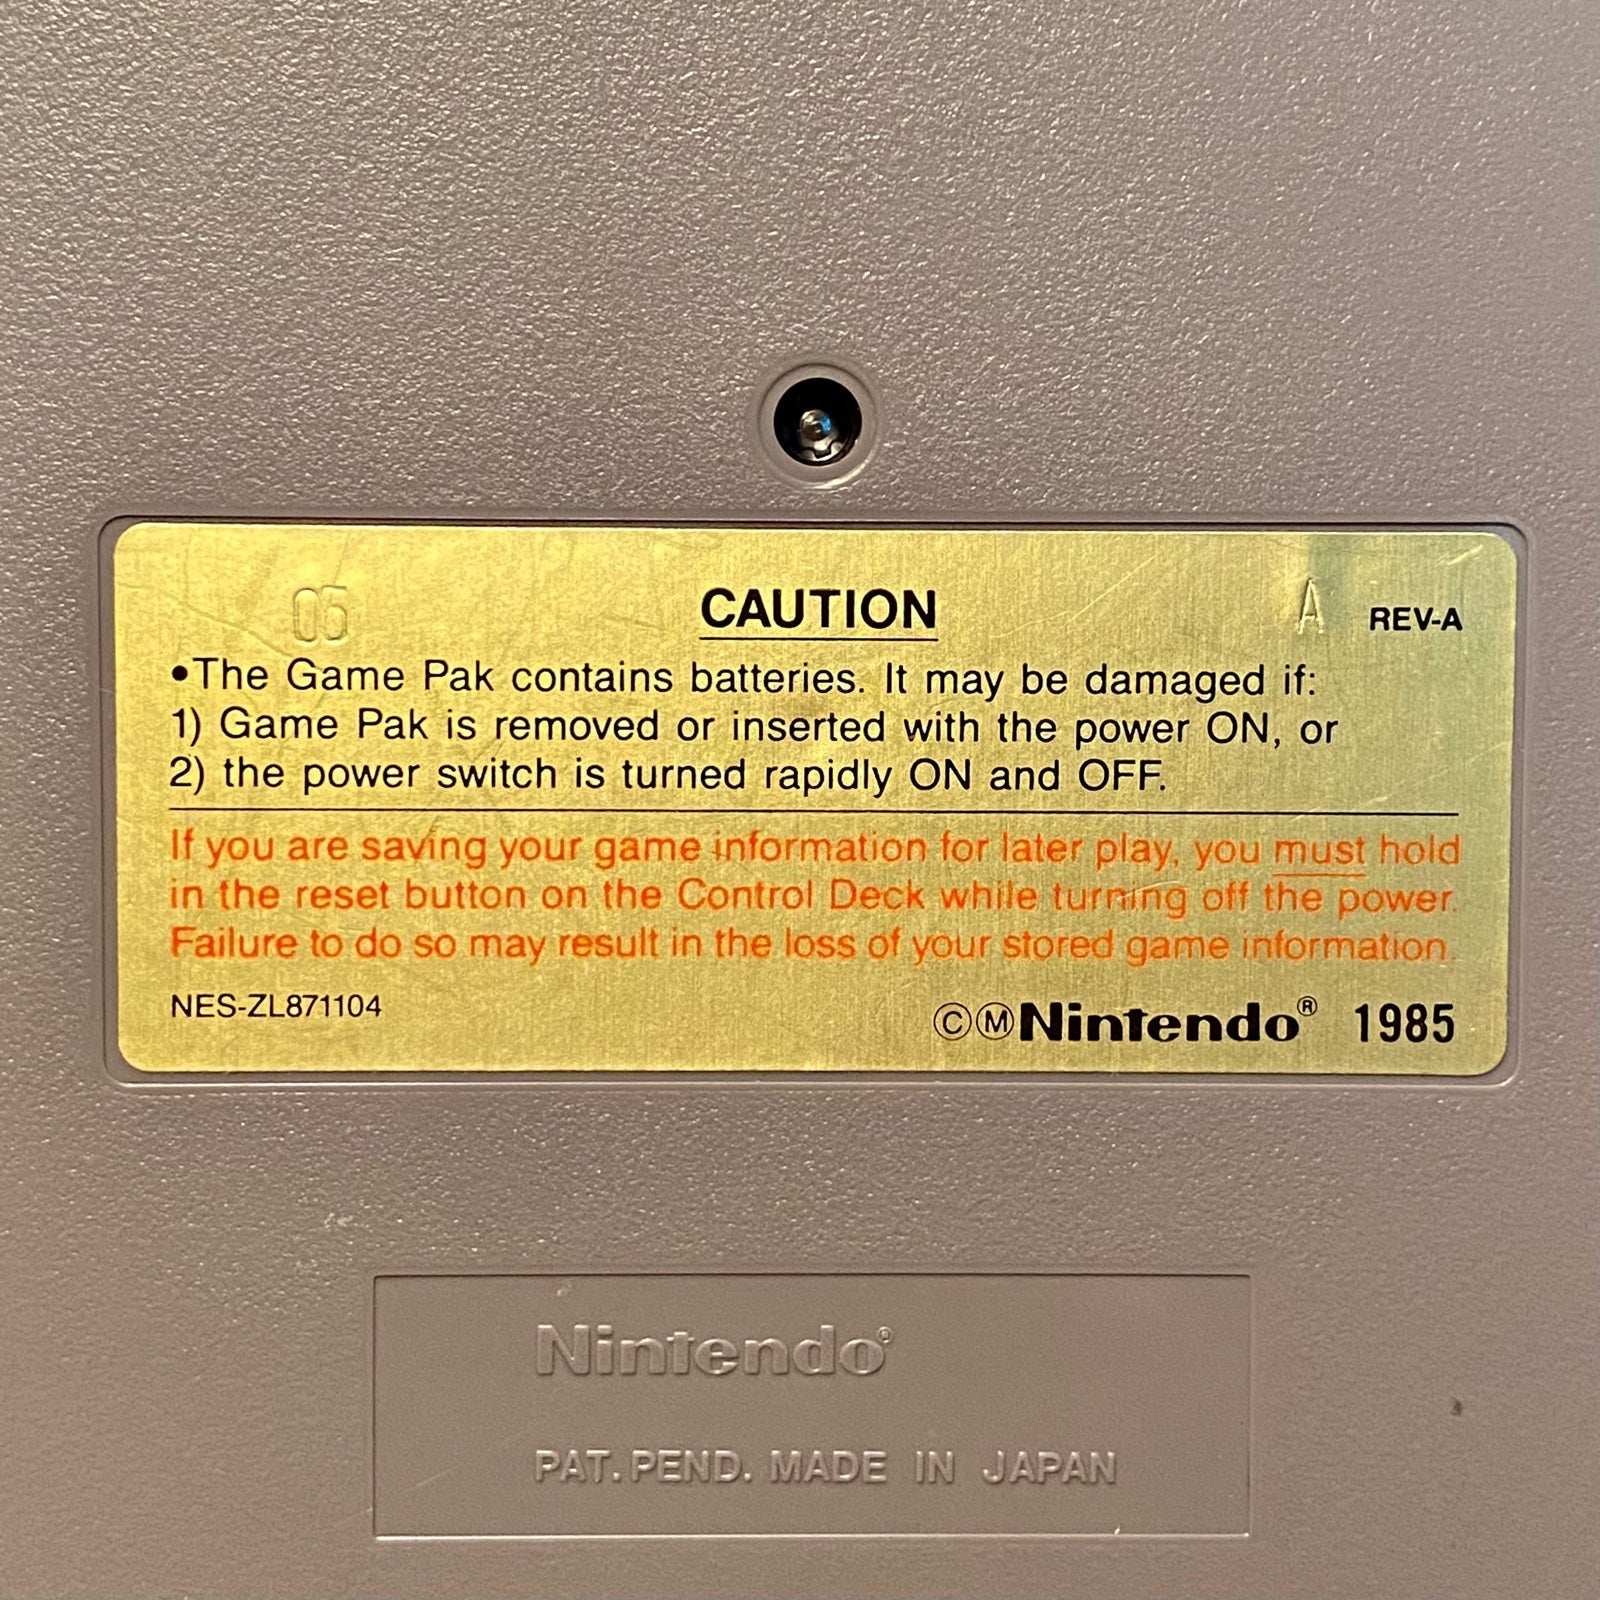 05
CAUTION
A
REV-A
•The Game Pak contains batteries. It may be damaged if:
1) Game Pak is removed or inserted with the power ON, or
2) the power switch is turned rapidly ON and OFF.
If you are saving your game information for later play, you must hold
in the reset button on the Control Deck while turning off the power.
Failure to do so may result in the loss of your stored game information.
NES-ZL871104
ⒸⓂNintendo® 1985
Nintendo®
PAT. PEND. MADE IN JAPAN